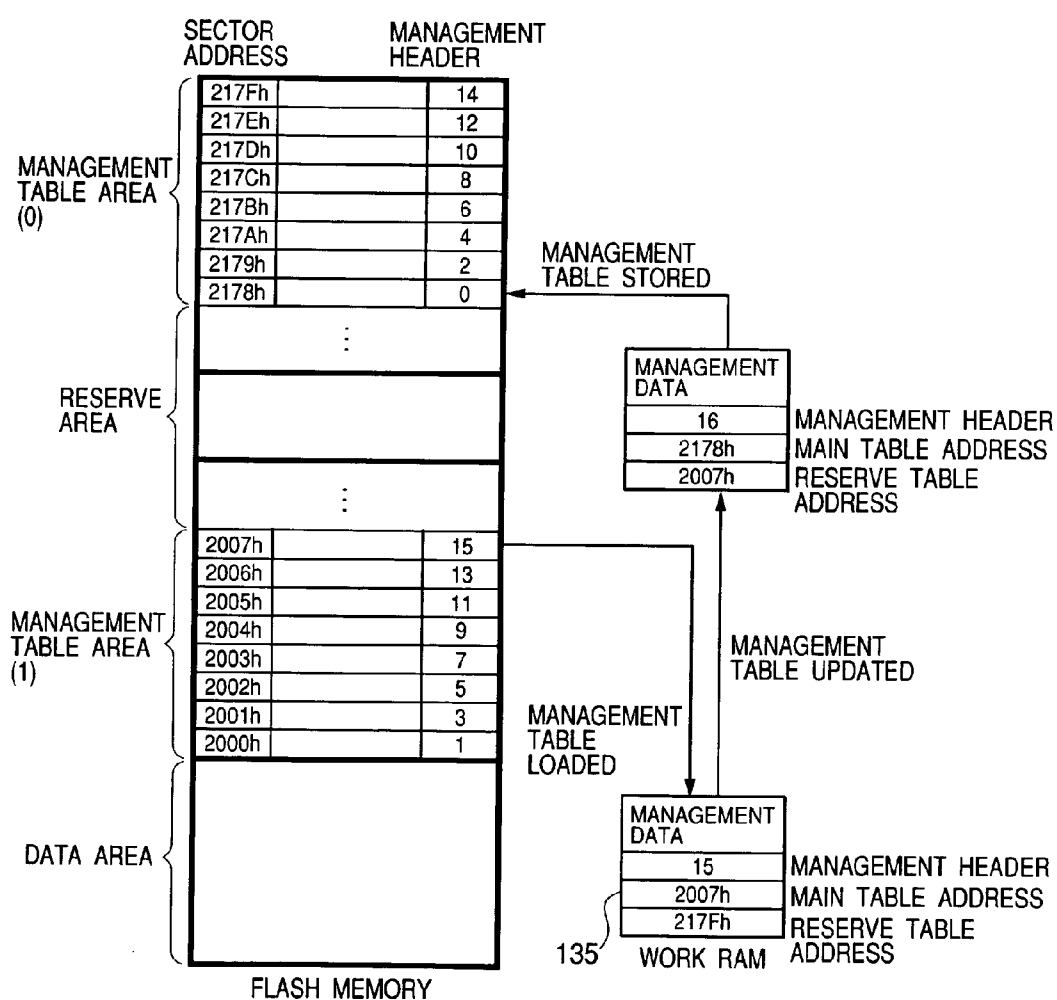 SECTOR
ADDRESS
MANAGEMENT
HEADER
217Fh 14
217Eh 12
217Dh 10
217Ch 8
217Bh 6
217Ah 4
2179h 2
2178h 0
MANAGEMENT
TABLE AREA
(0)
MANAGEMENT
TABLE STORED
RESERVE
AREA
MANAGEMENT
DATA
16 MANAGEMENT HEADER
2178h MAIN TABLE ADDRESS
2007h RESERVE TABLE
ADDRESS
2007h 15
2006h 13
2005h 11
2004h 9
2003h 7
2002h 5
2001h 3
2000h 1
MANAGEMENT
TABLE AREA
(1)
MANAGEMENT
TABLE UPDATED
MANAGEMENT
TABLE
LOADED
DATA AREA
MANAGEMENT
DATA
15 MANAGEMENT HEADER
2007h MAIN TABLE ADDRESS
217Fh RESERVE TABLE
ADDRESS
135
WORK RAM
FLASH MEMORY